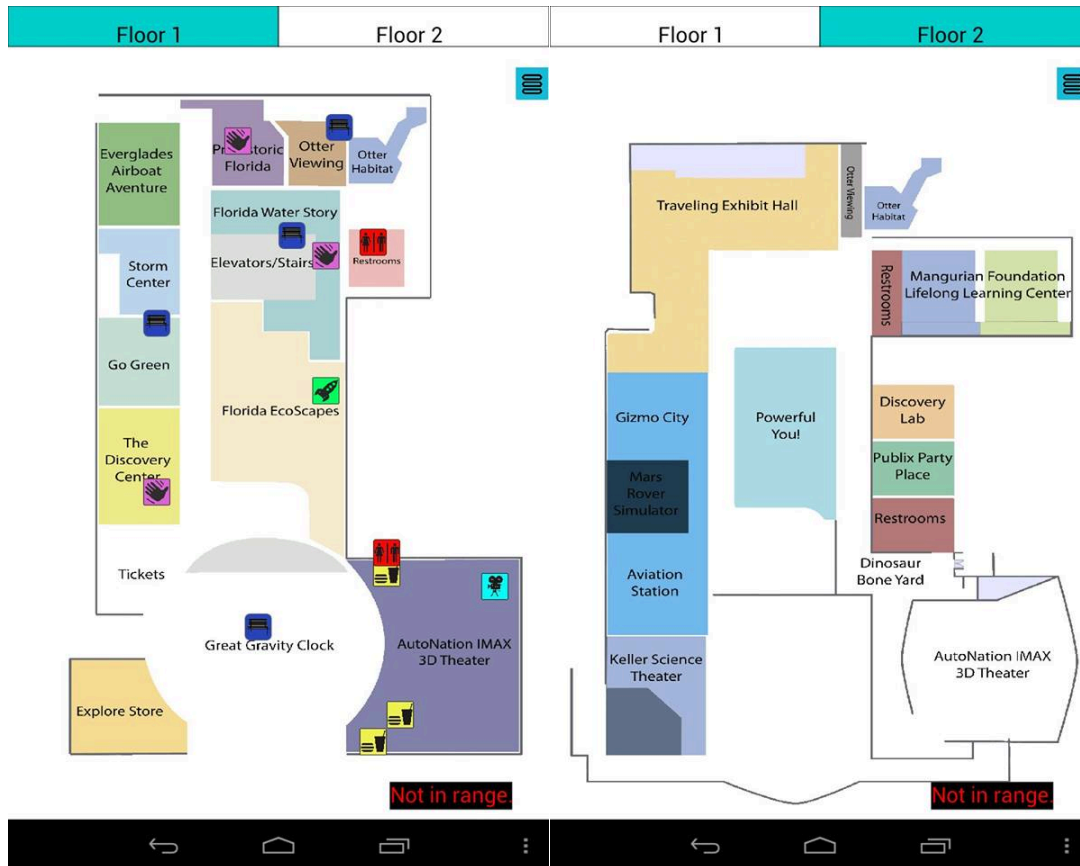 Floor 1
Floor 2
Everglades
Airboat
Aventure
Florida
Otter
Viewing
Otter
Habitat
Florida Water Story
Elevators/Stairs
Restrooms
Storm
Center
Go Green
Florida EcoScapes
The
Discovery
Center
Tickets
Great Gravity Clock
AutoNation IMAX
3D Theater
Explore Store
Not in range.
Floor 1
Floor 2
Traveling Exhibit Hall
Otter Viewing
Otter
Habitat
Restrooms
Mangurian Foundation
Lifelong Learning Center
Gizmo City
Powerful
You!
Discovery
Lab
Publix Party
Place
Mars
Rover
Simulator
Restrooms
Dinosaur
Bone Yard
Aviation
Station
Keller Science
Theater
AutoNation IMAX
3D Theater
Not in range.